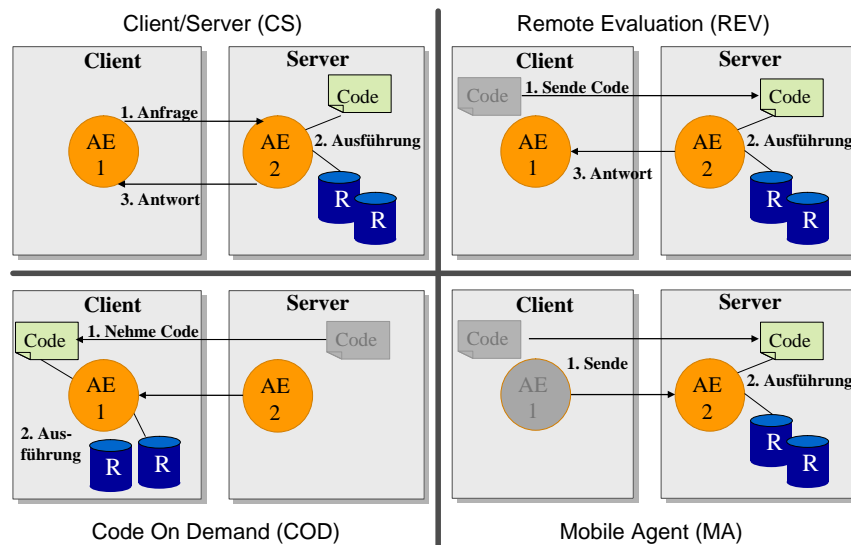 Client/Server (CS)
Client
Server
Code
1. Anfrage
AE
1
AE
2
2. Ausführung
3. Antwort
R
R
Remote Evaluation (REV)
Client
Server
Code
1. Sende Code
Code
AE
1
AE
2
2. Ausführung
3. Antwort
R
R
Client
Server
Code
1. Nehme Code
Code
AE
1
AE
2
2. Aus-
führung
R
R
Code On Demand (COD)
Client
Server
Code
Code
1. Sende
AE
1
AE
2
2. Ausführung
R
R
Mobile Agent (MA)